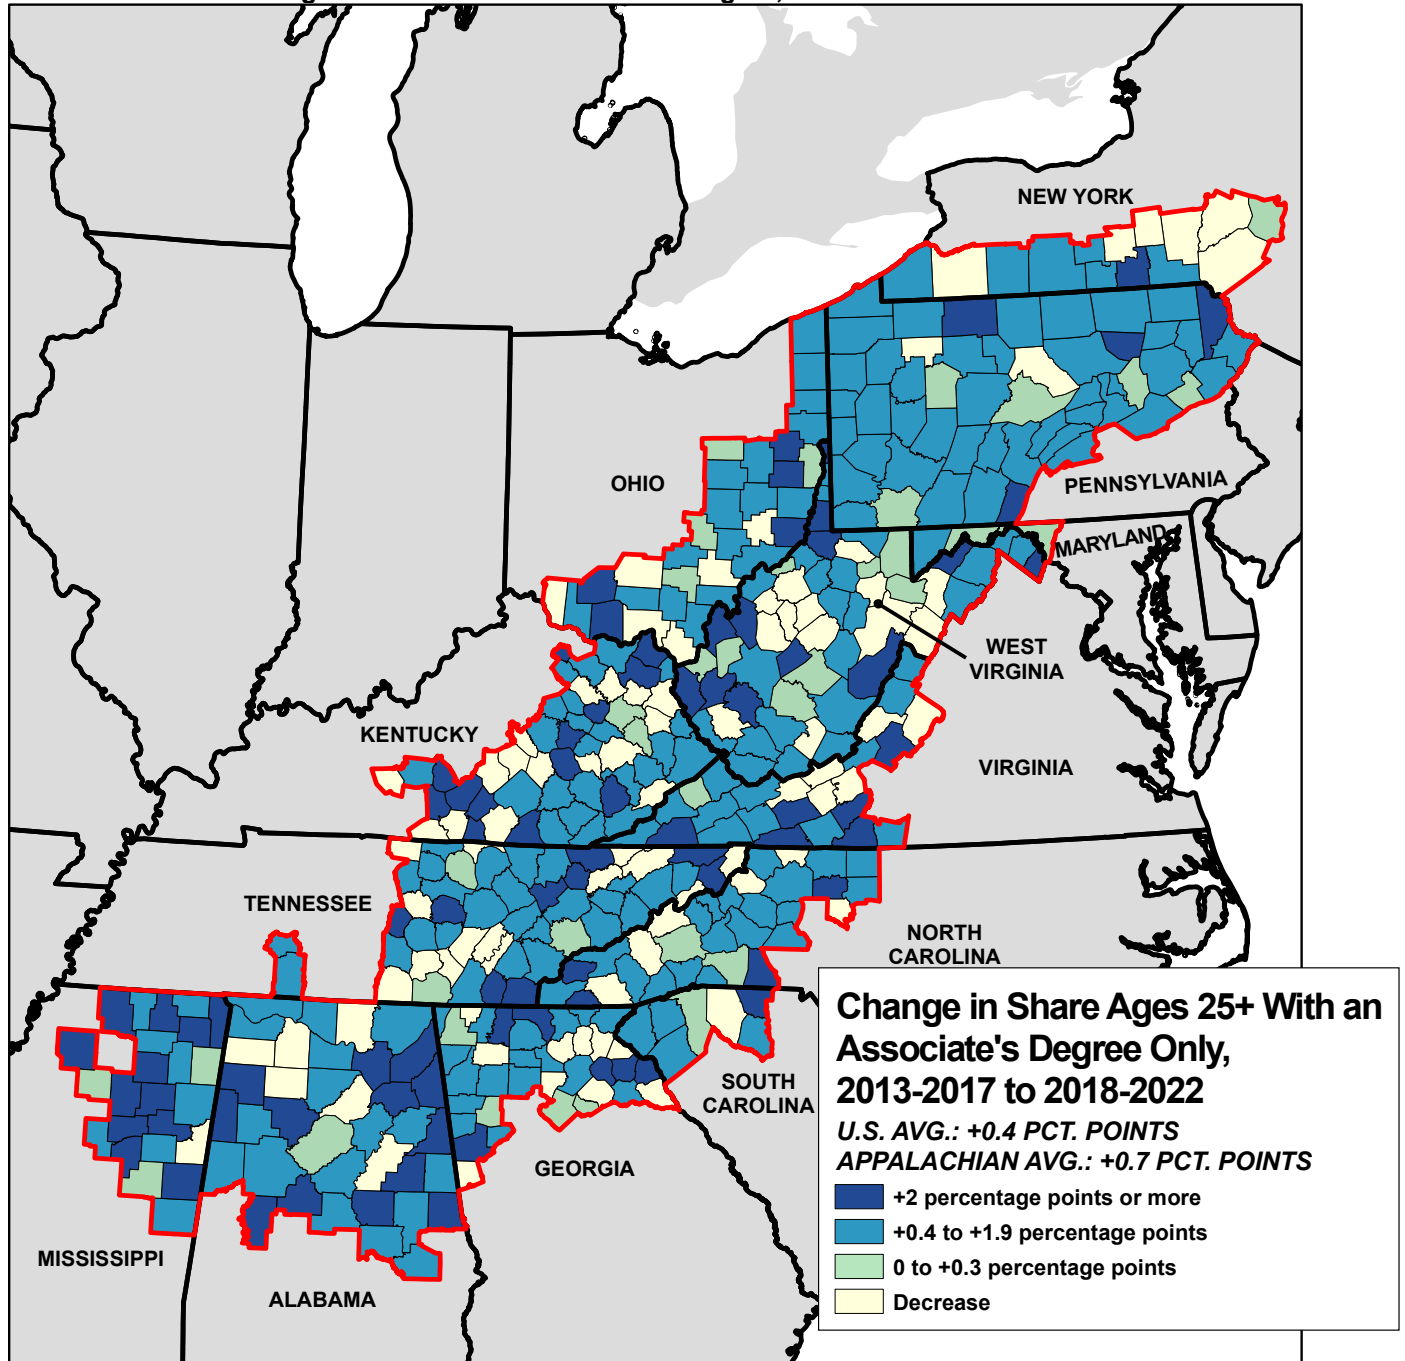 NEW YORK
OHIO
PENNSYLVANIA
MARYLAND
WEST
VIRGINIA
KENTUCKY
VIRGINIA
TENNESSEE
NORTH
CAROLINA
SOUTH
CAROLINA
GEORGIA
MISSISSIPPI
ALABAMA
Change in Share Ages 25+ With an
Associate's Degree Only,
2013-2017 to 2018-2022
U.S. AVG.: +0.4 PCT. POINTS
APPALACHIAN AVG.: +0.7 PCT. POINTS
+2 percentage points or more
+0.4 to +1.9 percentage points
0 to +0.3 percentage points
Decrease